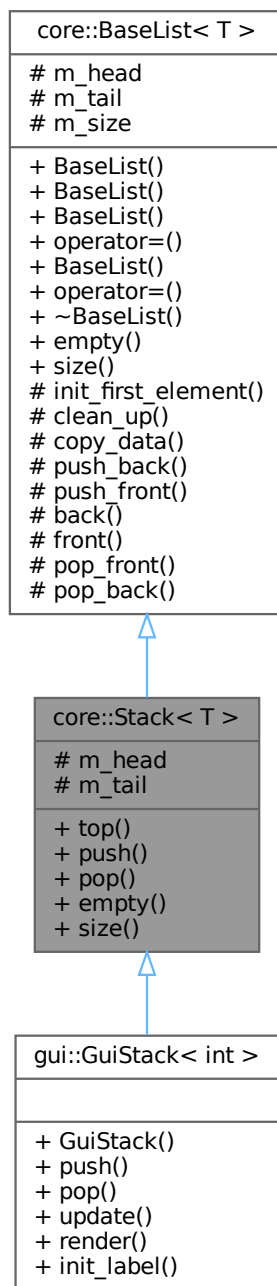 core::BaseList< T >
# m_head
# m_tail
# m_size
+ BaseList()
+ BaseList()
+ BaseList()
+ operator=()
+ BaseList()
+ operator=()
+ ~BaseList()
+ empty()
+ size()
# init_first_element()
# clean_up()
# copy_data()
# push_back()
# push_front()
# back()
# front()
# pop_front()
# pop_back()
core::Stack< T >
# m_head
# m_tail
+ top()
+ push()
+ pop()
+ empty()
+ size()
gui::GuiStack< int >
+ GuiStack()
+ push()
+ pop()
+ update()
+ render()
+ init_label()